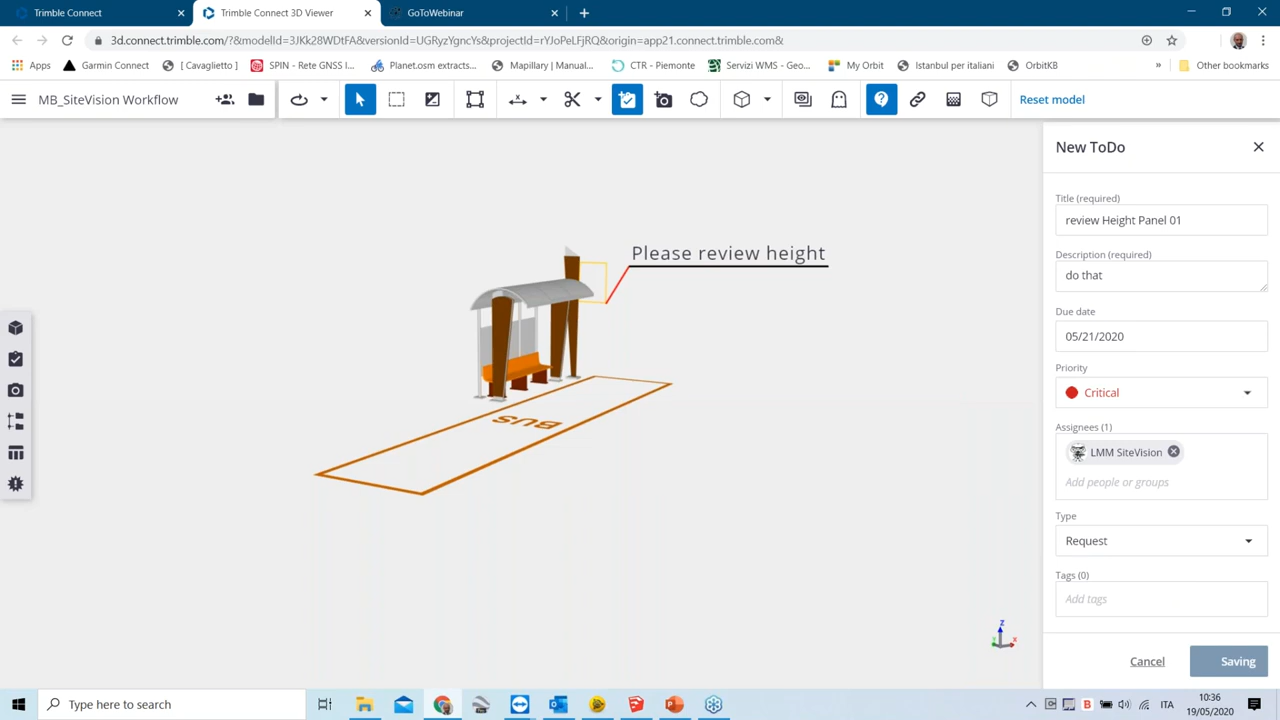 Trimble Connect
Trimble Connect 3D Viewer
GoToWebinar
3d.connect.trimble.com/?&modelId=3JKk28WDtFA&versionId=UGRyzYgncYs&projectId=rYJoPeLFjRQ&origin=app21.connect.trimble.com&
Apps
Garmin Connect
[ Cavaglietto ]
SPIN - Rete GNSS I...
Planet.osm extracts...
Mapillary | Manual...
CTR - Piemonte
Servizi WMS - Geo...
My Orbit
Istanbul per italiani
OrbitKB
»
Other bookmarks
MB_SiteVision Workflow
Reset model
New ToDo
Title (required)
review Height Panel 01
Description (required)
do that
Due date
05/21/2020
Priority
Critical
Assignees (1)
LMM SiteVision
Add people or groups
Type
Request
Tags (0)
Add tags
Cancel
Saving
Please review height
BUS
Z
X
Type here to search
ITA
10:36
19/05/2020